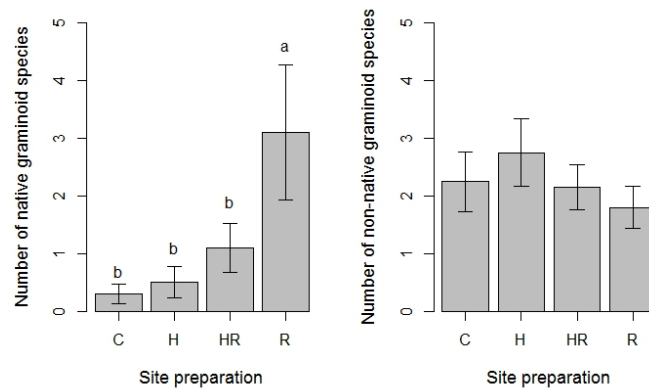 Number of native graminoid species
5
4
3
2
1
0
a
b
b
b
C H HR R
Site preparation
Number of non-native graminoid species
5
4
3
2
1
0
C H HR R
Site preparation